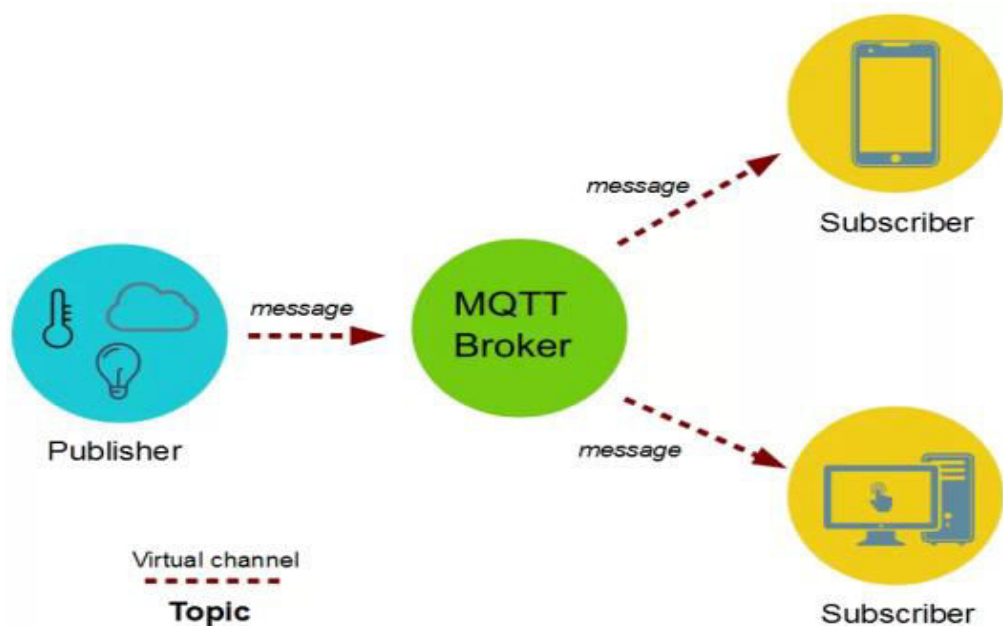 message
Subscriber
message
MQTT
Broker
Publisher
message
Virtual channel
Topic
Subscriber